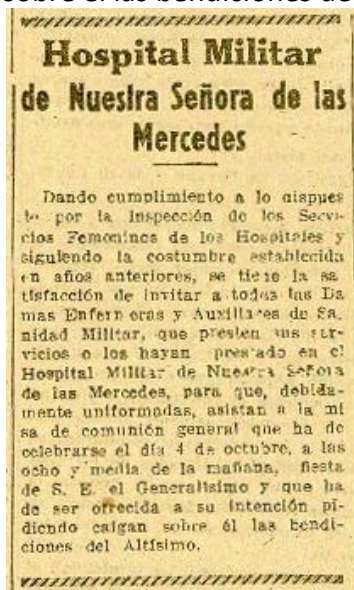 Hospital Militar
de Nuestra Señora de las
Mercedes
Dando cumplimiento a lo dispues
to por la Inspección de los Servi-
cios Femeninos de los Hospitales y
siguiendo la costumbre establecida
en años anteriores, se tiene la sa
tisfacción de invitar a todas las Da
mas Enfermeras y Auxiliares de Sa.
nidad Militar, que presten sus ser-
vicios o los hayan prestado en el
Hospital Militar de Nuestra Señora
de las Mercedes, para que, debida-
mente uniformadas, asistan a la mi
sa de comunión general que ha de
celebrarse el día 4 de octubre, a las
ocho y media de la mañana, fiesta
de S. E. el Generalísimo y que ha
de ser ofrecida a su intención pi-
diendo caigan sobre él las bendi-
ciones del Altísimo.